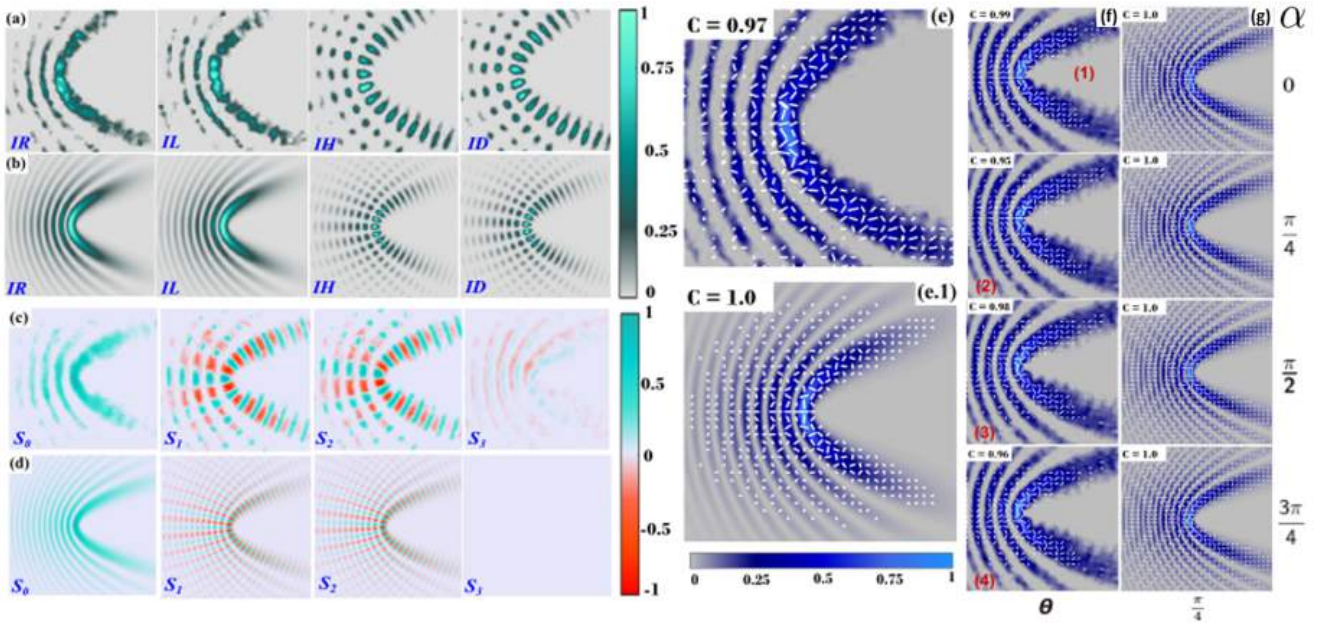 (a)
IR IL IH ID
1
0.75
0.5
0.25
0
(b)
IR IL IH ID
(c)
S0 S1 S2 S3
1
0.5
0
-0.5
-1
(d)
S0 S1 S2 S3
C = 0.97 (e)
C = 1.0 (e.1)
0 0.25 0.5 0.75 1
C = 0.99 (f) C = 1.0 (g) α
(1) 0
C = 0.95 C = 1.0
(2) π/4
C = 0.98 C = 1.0
(3) π/2
C = 0.96 C = 1.0
(4) 3π/4
θ π/4